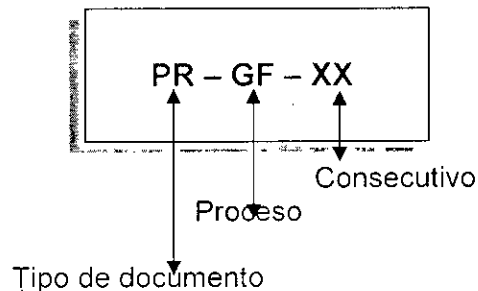 PR – GF – XX
Consecutivo
Proceso
Tipo de documento